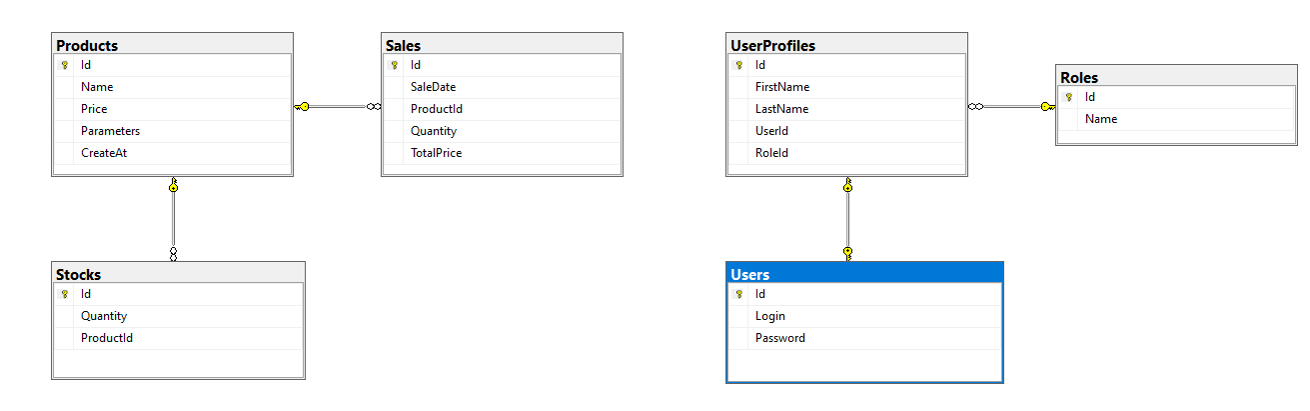 Products
Id
Name
Price
Parameters
CreateAt
Sales
Id
SaleDate
ProductId
Quantity
TotalPrice
UserProfiles
Id
FirstName
LastName
UserId
RoleId
Roles
Id
Name
Stocks
Id
Quantity
ProductId
Users
Id
Login
Password